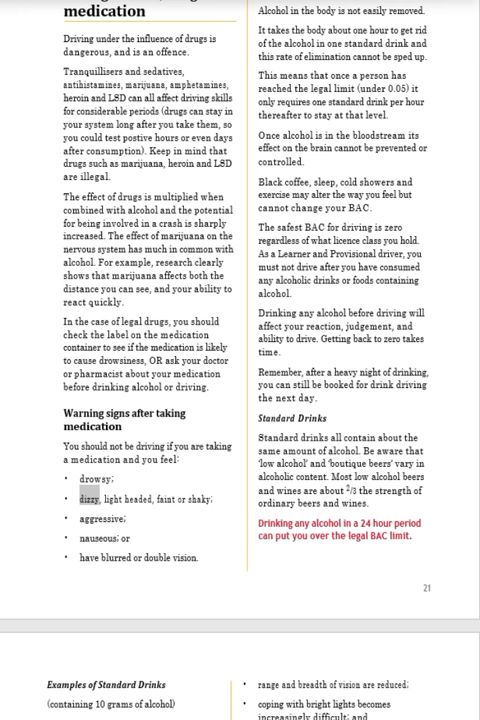 medication
Driving under the influence of drugs is
dangerous, and is an offence.
Tranquillisers and sedatives,
antihistamines, marijuana, amphetamines,
heroin and LSD can all affect driving skills
for considerable periods (drugs can stay in
your system long after you take them, so
you could test postive hours or even days
after consumption). Keep in mind that
drugs such as marijuana, heroin and LSD
are illegal.
The effect of drugs is multiplied when
combined with alcohol and the potential
for being involved in a crash is sharply
increased. The effect of marijuana on the
nervous system has much in common with
alcohol. For example, research clearly
shows that marijuana affects both the
distance you can see, and your ability to
react quickly.
In the case of legal drugs, you should
check the label on the medication
container to see if the medication is likely
to cause drowsiness, OR ask your doctor
or pharmacist about your medication
before drinking alcohol or driving.
Warning signs after taking
medication
You should not be driving if you are taking
a medication and you feel:
• drowsy;
• dizzy, light headed, faint or shaky;
• aggressive;
• nauseous; or
• have blurred or double vision.
Alcohol in the body is not easily removed.
It takes the body about one hour to get rid
of the alcohol in one standard drink and
this rate of elimination cannot be sped up.
This means that once a person has
reached the legal limit (under 0.05) it
only requires one standard drink per hour
thereafter to stay at that level.
Once alcohol is in the bloodstream its
effect on the brain cannot be prevented or
controlled.
Black coffee, sleep, cold showers and
exercise may alter the way you feel but
cannot change your BAC.
The safest BAC for driving is zero
regardless of what licence class you hold.
As a Learner and Provisional driver, you
must not drive after you have consumed
any alcoholic drinks or foods containing
alcohol.
Drinking any alcohol before driving will
affect your reaction, judgement, and
ability to drive. Getting back to zero takes
time.
Remember, after a heavy night of drinking,
you can still be booked for drink driving
the next day.
Standard Drinks
Standard drinks all contain about the
same amount of alcohol. Be aware that
'low alcohol' and 'boutique beers' vary in
alcoholic content. Most low alcohol beers
and wines are about 2/3 the strength of
ordinary beers and wines.
Drinking any alcohol in a 24 hour period
can put you over the legal BAC limit.
21
Examples of Standard Drinks
(containing 10 grams of alcohol)
• range and breadth of vision are reduced;
• coping with bright lights becomes
increasingly difficult; and